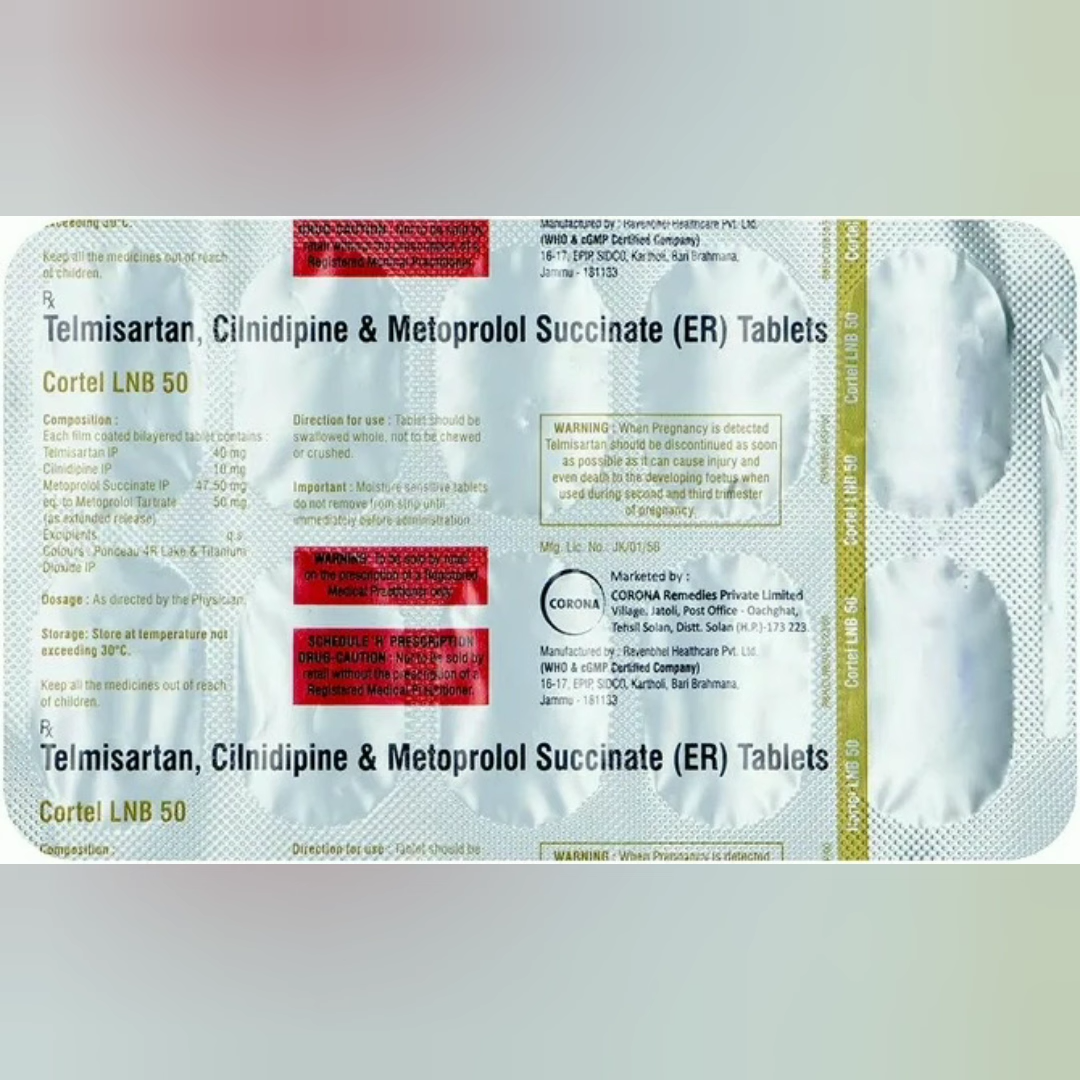 exceeding 30°C.
Keep all the medicines out of reach
of children.
DRUG-CAUTION : Not to be sold by
retail without the prescription of a
Registered Medical Practitioner.
Manufactured by : Ravenbhel Healthcare Pvt. Ltd.
(WHO & cGMP Certified Company)
16-17, EPIP, SIDCO, Kartholi, Bari Brahmana,
Jammu - 181133
Rx
Telmisartan, Cilnidipine & Metoprolol Succinate (ER) Tablets
Cortel LNB 50
Composition :
Each film coated bilayered tablet contains :
Telmisartan IP 40 mg
Cilnidipine IP 10 mg
Metoprolol Succinate IP 47.50 mg
eq. to Metoprolol Tartrate 50 mg
(as extended release)
Excipients q.s.
Colours : Ponceau 4R Lake & Titanium
Dioxide IP
Dosage : As directed by the Physician.
Storage: Store at temperature not
exceeding 30°C.
Keep all the medicines out of reach
of children.
Direction for use : Tablet should be
swallowed whole, not to be chewed
or crushed.
Important : Moisture sensitive tablets
do not remove from strip until
immediately before administration
WARNING : To be sold by retail
on the prescription of a Registered
Medical Practitioner only.
SCHEDULE 'H' PRESCRIPTION
DRUG-CAUTION : Not to be sold by
retail without the prescription of a
Registered Medical Practitioner.
WARNING : When Pregnancy is detected
Telmisartan should be discontinued as soon
as possible as it can cause injury and
even death to the developing foetus when
used during second and third trimester
of pregnancy.
Mfg. Lic. No.: JK/01/56
CORONA
Marketed by :
CORONA Remedies Private Limited
Village. Jatoli, Post Office - Oachghat,
Tehsil Solan, Distt. Solan (H.P.)-173 223.
Manufactured by : Ravenbhel Healthcare Pvt. Ltd.
(WHO & cGMP Certified Company)
16-17, EPIP, SIDCO, Kartholi, Bari Brahmana,
Jammu - 181133
Rx
Telmisartan, Cilnidipine & Metoprolol Succinate (ER) Tablets
Cortel LNB 50
Composition :
Direction for use : Tablet should be
WARNING : When Pregnancy is detected
Cortel
Cortel LNB 50
Cortel LNB 50
Cortel LNB 50
Cortel LNB 50